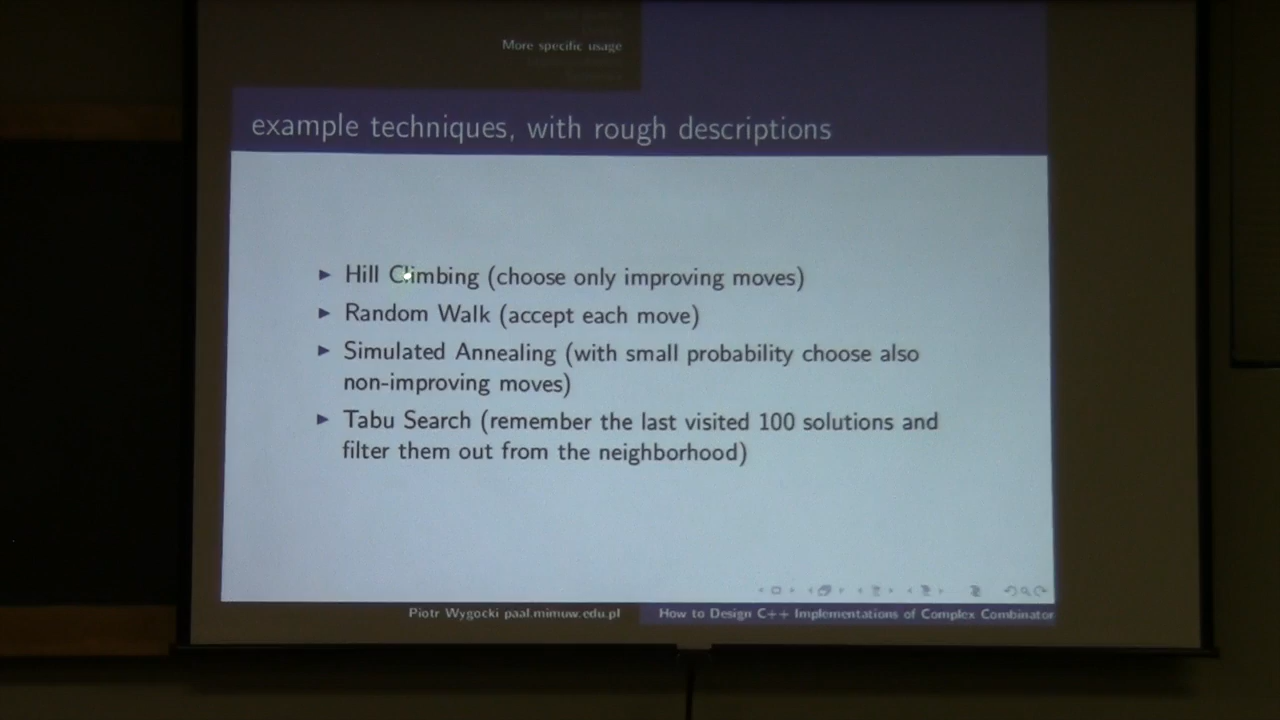 More specific usage
example techniques, with rough descriptions
Hill Climbing (choose only improving moves)
Random Walk (accept each move)
Simulated Annealing (with small probability choose also
non-improving moves)
Tabu Search (remember the last visited 100 solutions and
filter them out from the neighborhood)
Piotr Wygocki paal.mimuw.edu.pl
How to Design C++ Implementations of Complex Combinator